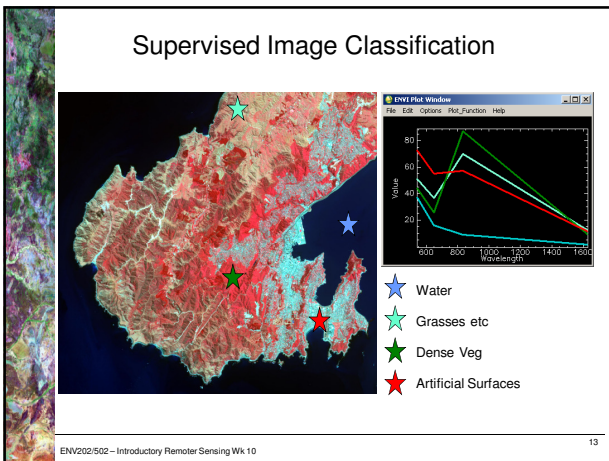 Supervised Image Classification
ENVI Plot Window
File Edit Options Plot_Function Help
80
60
40
20
Value
600 800 1000 1200 1400 1600
Wavelength
Water
Grasses etc
Dense Veg
Artificial Surfaces
ENV202/502 – Introductory Remoter Sensing Wk 10
13